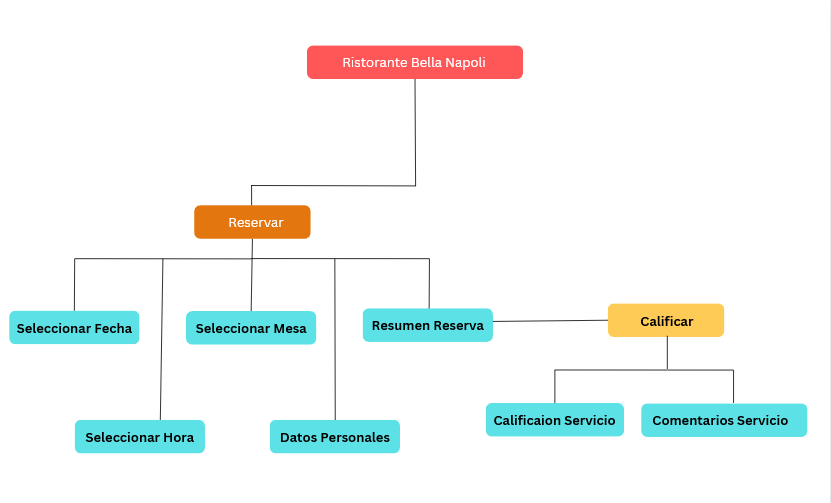 Ristorante Bella Napoli
Reservar
Seleccionar Fecha
Seleccionar Mesa
Resumen Reserva
Calificar
Seleccionar Hora
Datos Personales
Calificaion Servicio
Comentarios Servicio